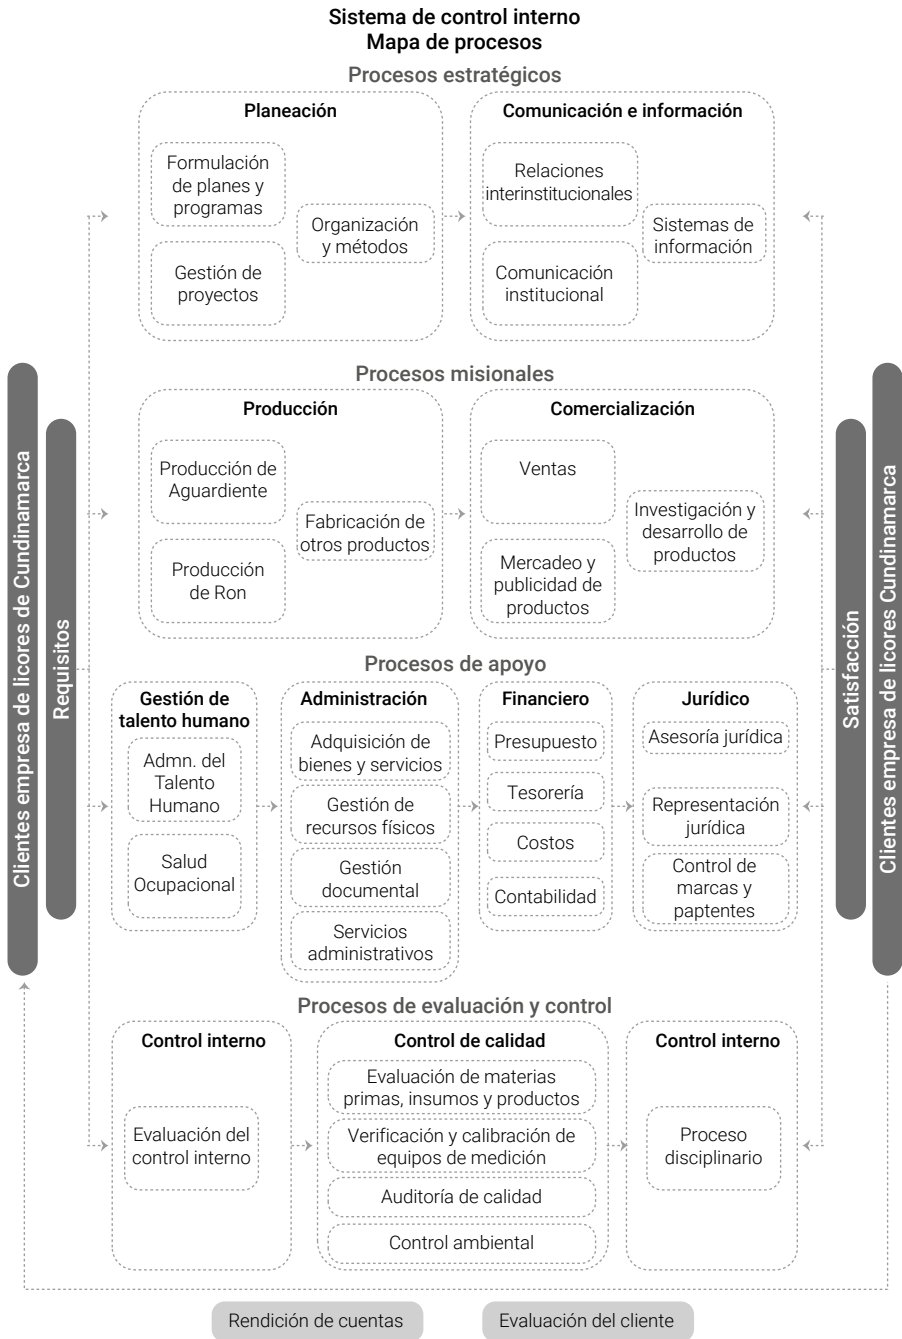 Sistema de control interno
Mapa de procesos
Procesos estratégicos
Planeación
Formulación
de planes y
programas
Organización
y métodos
Gestión de
proyectos
Comunicación e información
Relaciones
interinstitucionales
Sistemas de
información
Comunicación
institucional
Procesos misionales
Producción
Producción de
Aguardiente
Fabricación de
otros productos
Producción
de Ron
Comercialización
Ventas
Investigación y
desarrollo de
productos
Mercadeo y
publicidad de
productos
Clientes empresa de licores de Cundinamarca
Requisitos
Satisfacción
Clientes empresa de licores Cundinamarca
Procesos de apoyo
Gestión de
talento humano
Admn. del
Talento
Humano
Salud
Ocupacional
Administración
Adquisición de
bienes y servicios
Gestión de
recursos físicos
Gestión
documental
Servicios
administrativos
Financiero
Presupuesto
Tesorería
Costos
Contabilidad
Jurídico
Asesoría jurídica
Representación
jurídica
Control de
marcas y
paptentes
Procesos de evaluación y control
Control interno
Evaluación del
control interno
Control de calidad
Evaluación de materias
primas, insumos y productos
Verificación y calibración de
equipos de medición
Auditoría de calidad
Control ambiental
Control interno
Proceso
disciplinario
Rendición de cuentas
Evaluación del cliente